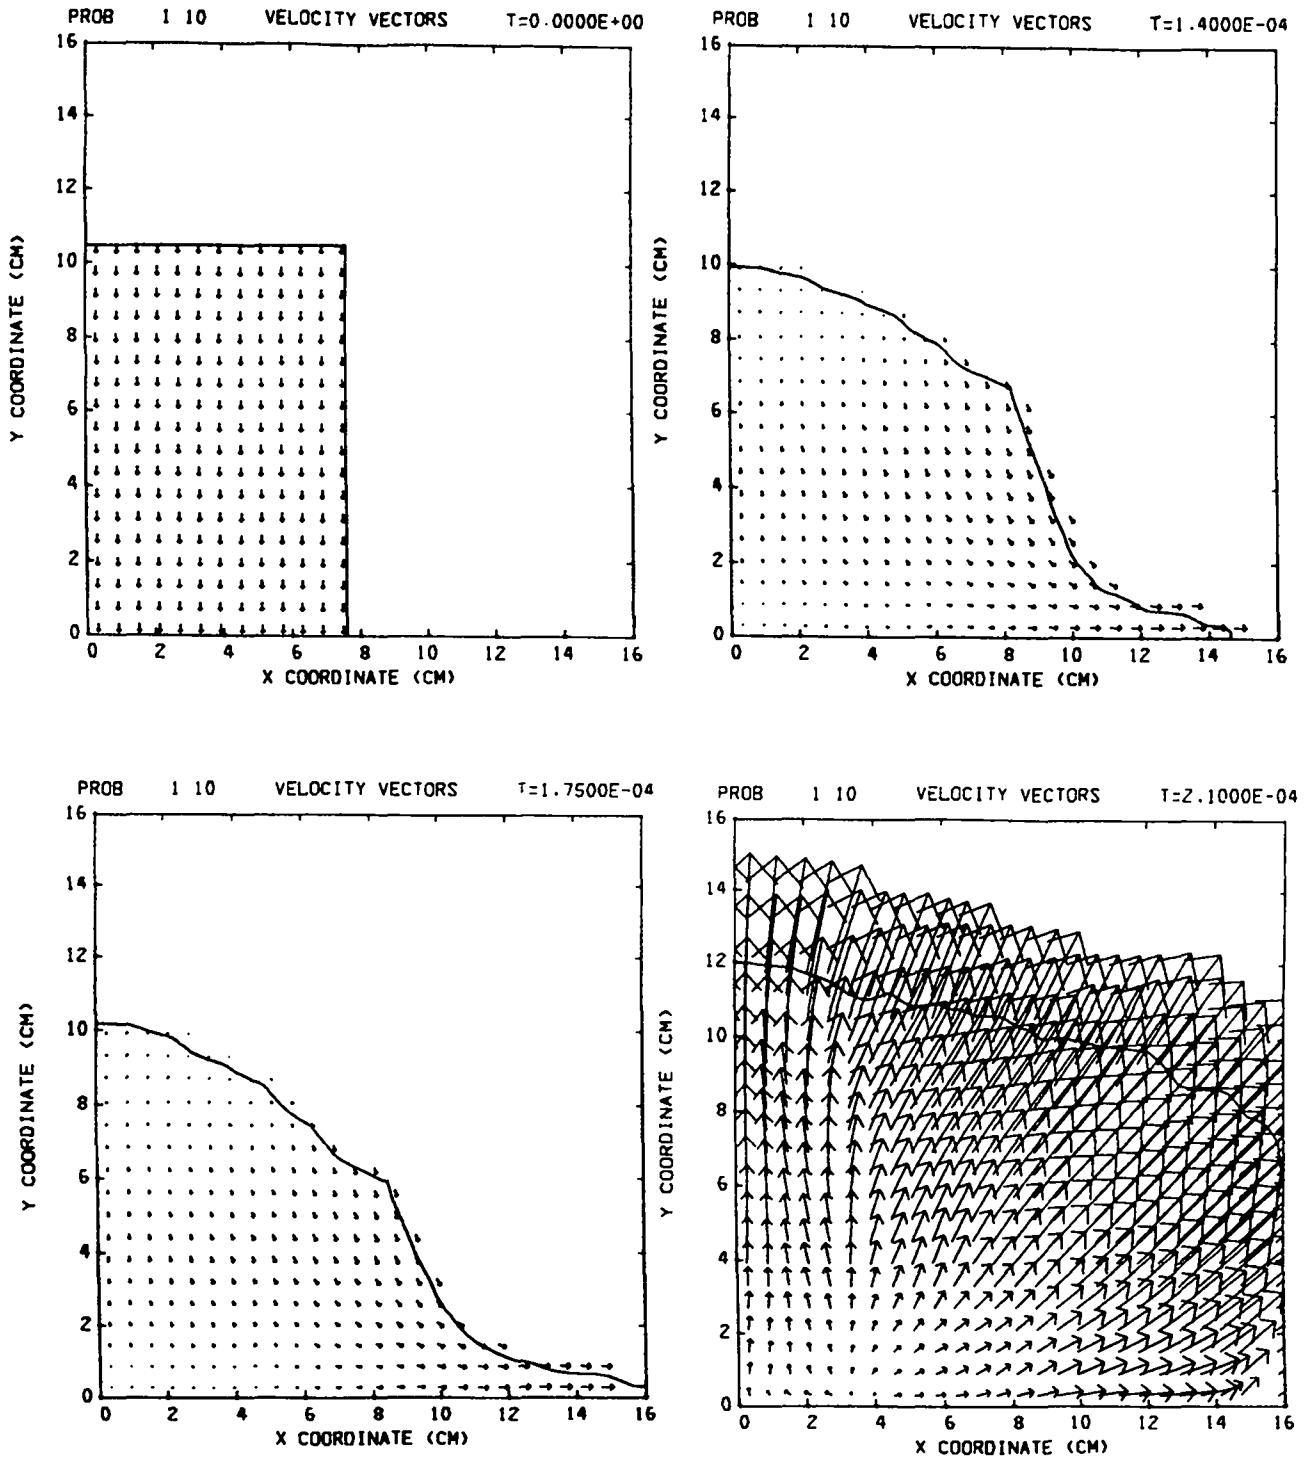 PROB 1 10 VELOCITY VECTORS T=0.0000E+00
16
14
12
10
8
6
4
2
0
Y COORDINATE (CM)
0 2 4 6 8 10 12 14 16
X COORDINATE (CM)
PROB 1 10 VELOCITY VECTORS T=1.4000E-04
16
14
12
10
8
6
4
2
0
Y COORDINATE (CM)
0 2 4 6 8 10 12 14 16
X COORDINATE (CM)
PROB 1 10 VELOCITY VECTORS T=1.7500E-04
16
14
12
10
8
6
4
2
0
Y COORDINATE (CM)
0 2 4 6 8 10 12 14 16
X COORDINATE (CM)
PROB 1 10 VELOCITY VECTORS T=2.1000E-04
16
14
12
10
8
6
4
2
0
Y COORDINATE (CM)
0 2 4 6 8 10 12 14 16
X COORDINATE (CM)